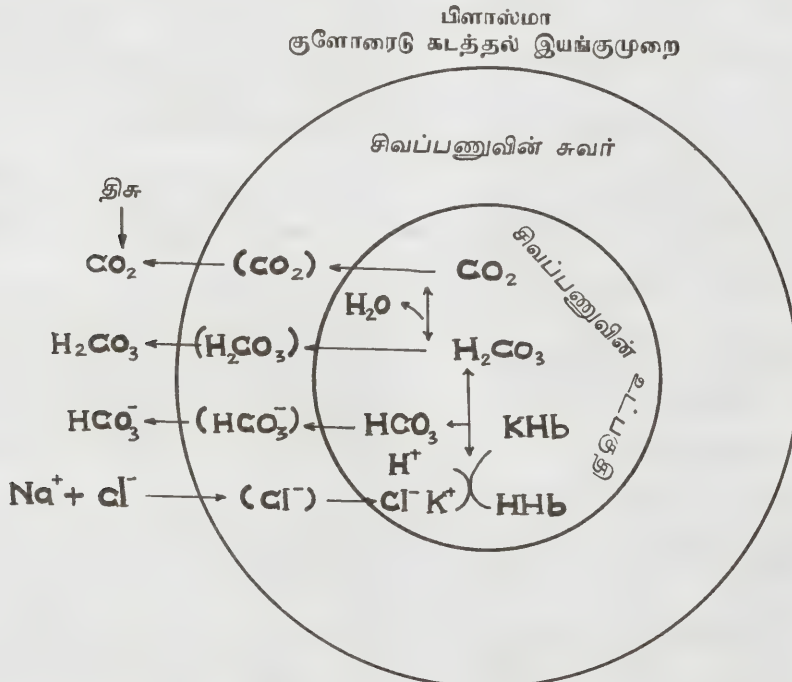 பிளாஸ்மா
குளோரைடு கடத்தல் இயங்குமுறை
சிவப்பணுவின் சுவர்
திசு
சிவப்பணுவின் உட்பகுதி
CO₂ (CO₂) CO₂
H₂O
H₂CO₃ (H₂CO₃) H₂CO₃
HCO₃⁻ (HCO₃⁻) HCO₃ KHb
H⁺
Na⁺ + Cl⁻ (Cl⁻) Cl⁻ K⁺ HHb